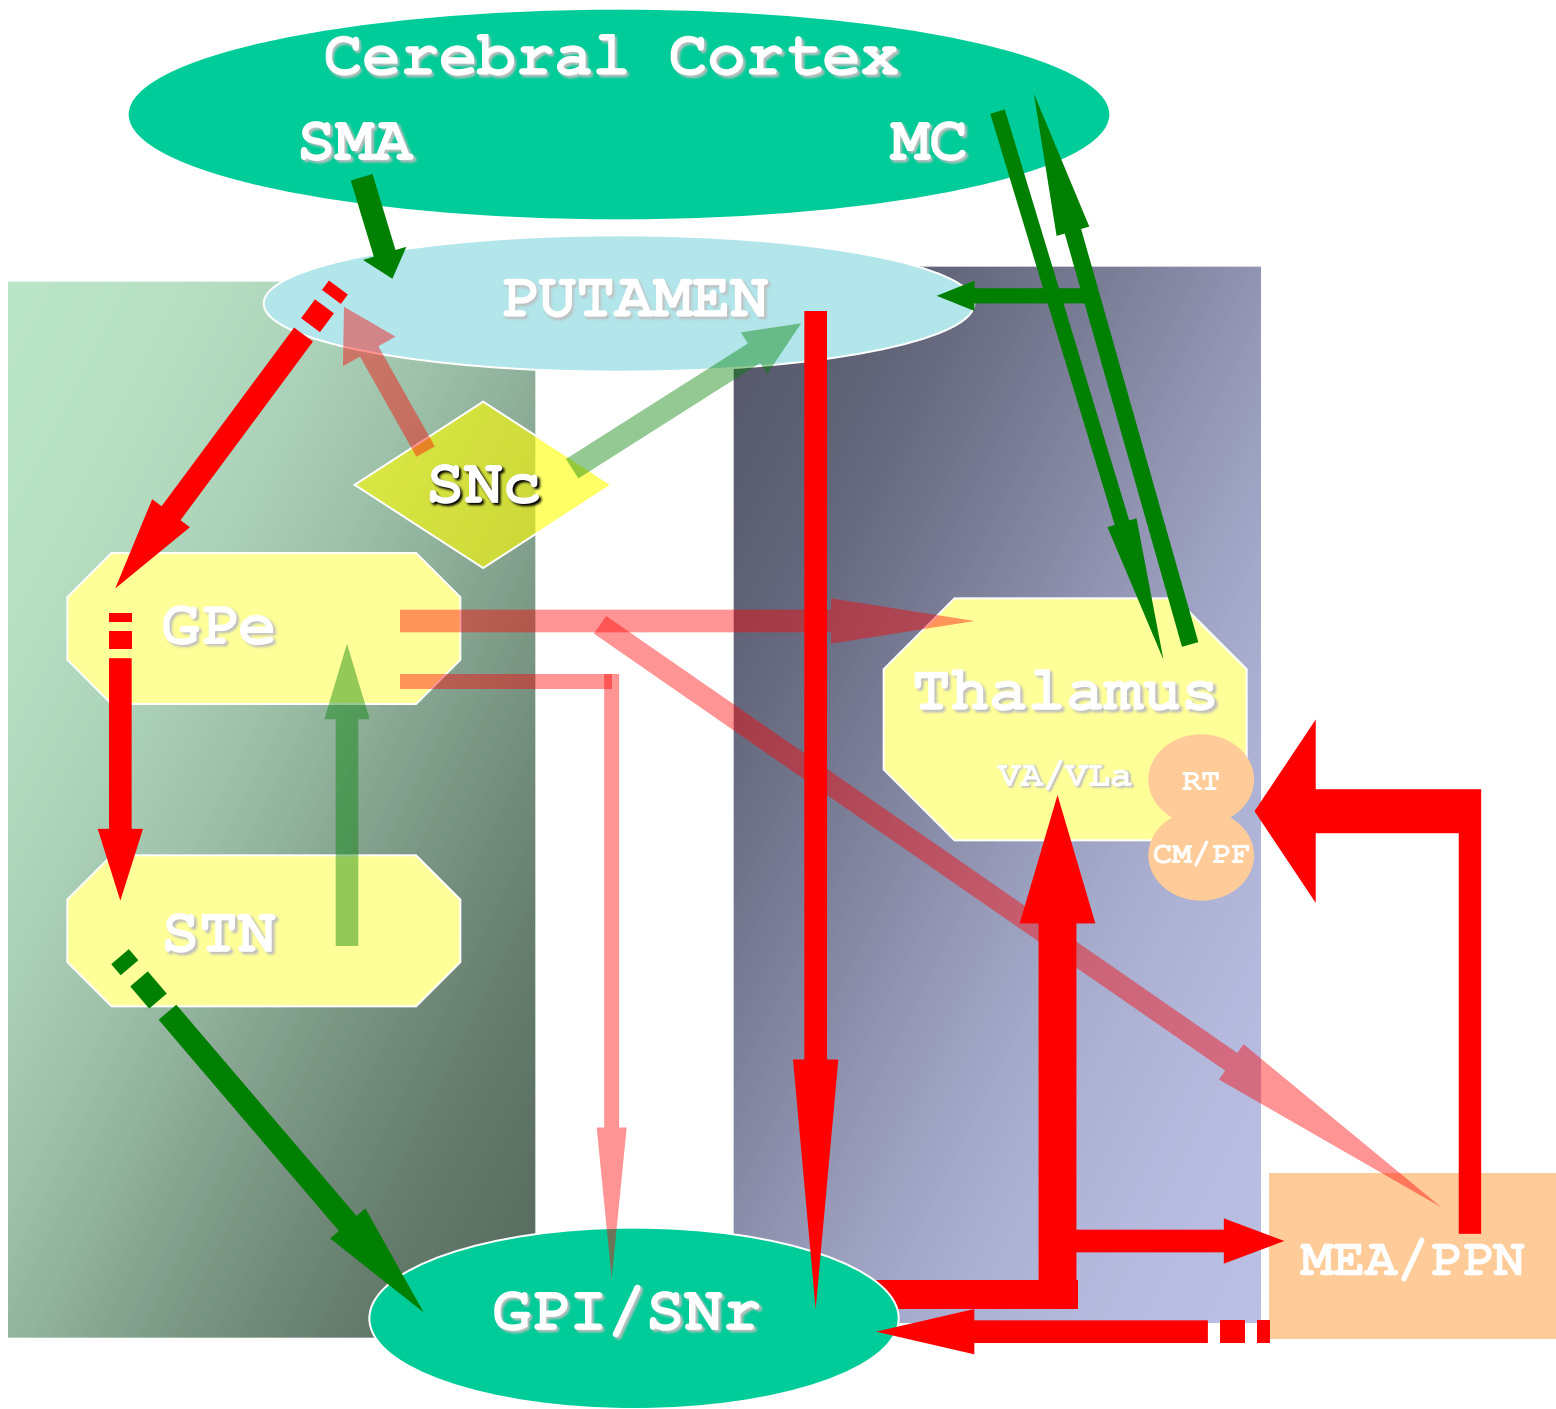 Cerebral Cortex
SMA MC
PUTAMEN
SNc
GPe
Thalamus
VA/VLa RT
CM/PF
STN
MEA/PPN
GPI/SNr